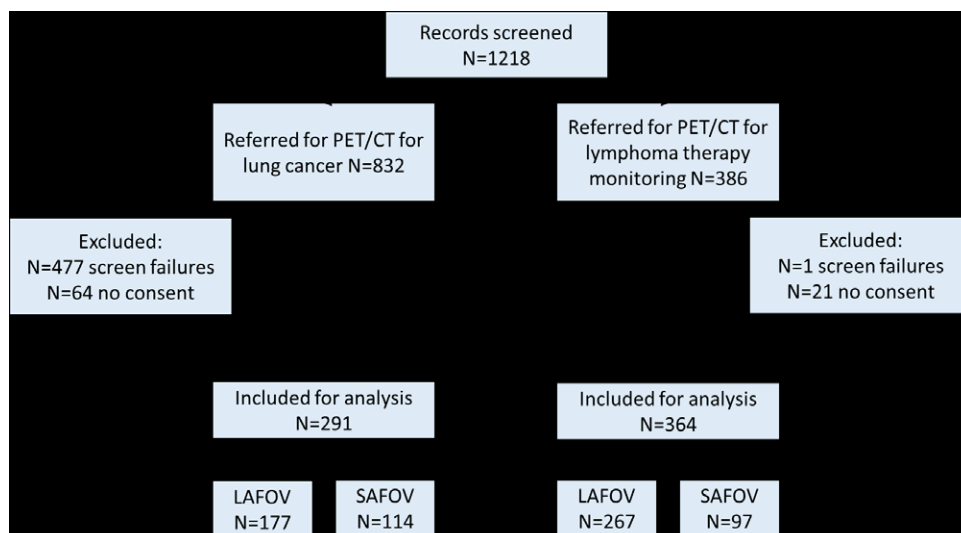 Records screened
N=1218
Referred for PET/CT for
lung cancer N=832
Referred for PET/CT for
lymphoma therapy
monitoring N=386
Excluded:
N=477 screen failures
N=64 no consent
Excluded:
N=1 screen failures
N=21 no consent
Included for analysis
N=291
Included for analysis
N=364
LAFOV
N=177
SAFOV
N=114
LAFOV
N=267
SAFOV
N=97